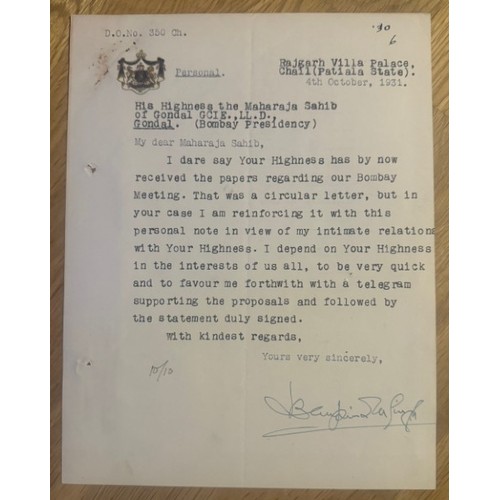 D.O.No. 350 Ch.
6
Personal.
Rajgarh Villa Palace,
Chail(Patiala State).
4th October, 1931.
His Highness the Maharaja Sahib
of Gondal GCIE.,LL.D.,
Gondal. (Bombay Presidency)
My dear Maharaja Sahib,
I dare say Your Highness has by now
received the papers regarding our Bombay
Meeting. That was a circular letter, but in
your case I am reinforcing it with this
personal note in view of my intimate relations
with Your Highness. I depend on Your Highness
in the interests of us all, to be very quick
and to favour me forthwith with a telegram
supporting the proposals and followed by
the statement duly signed.
With kindest regards,
Yours very sincerely,
10/10